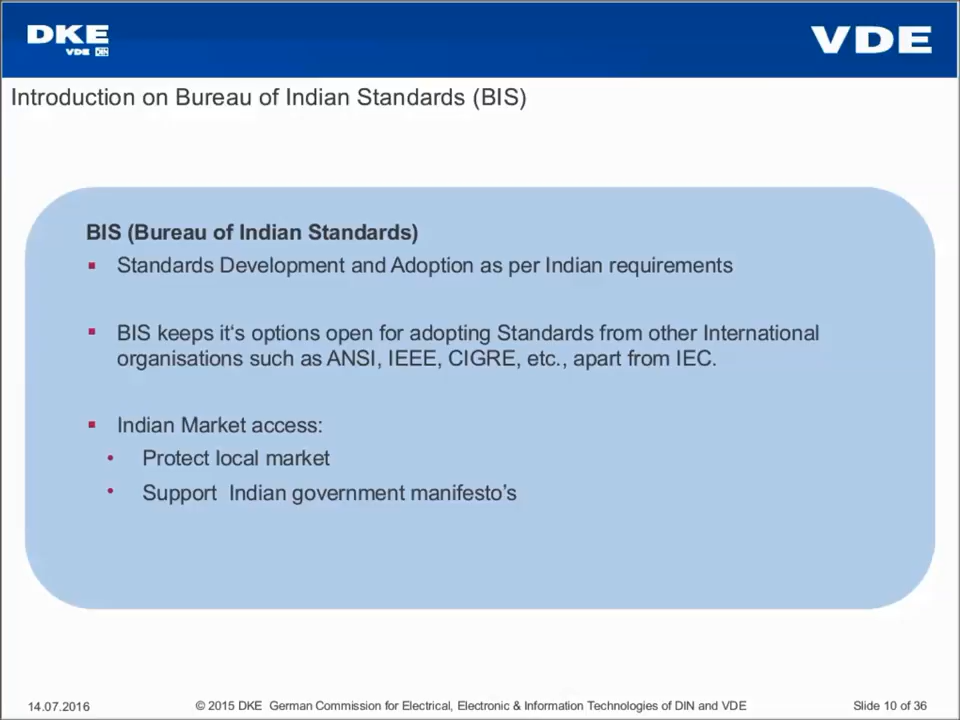 DKE
VDE DIN
VDE
Introduction on Bureau of Indian Standards (BIS)
BIS (Bureau of Indian Standards)
▪ Standards Development and Adoption as per Indian requirements
▪ BIS keeps it‘s options open for adopting Standards from other International
organisations such as ANSI, IEEE, CIGRE, etc., apart from IEC.
▪ Indian Market access:
• Protect local market
• Support  Indian government manifesto’s
14.07.2016
© 2015 DKE  German Commission for Electrical, Electronic & Information Technologies of DIN and VDE
Slide 10 of 36